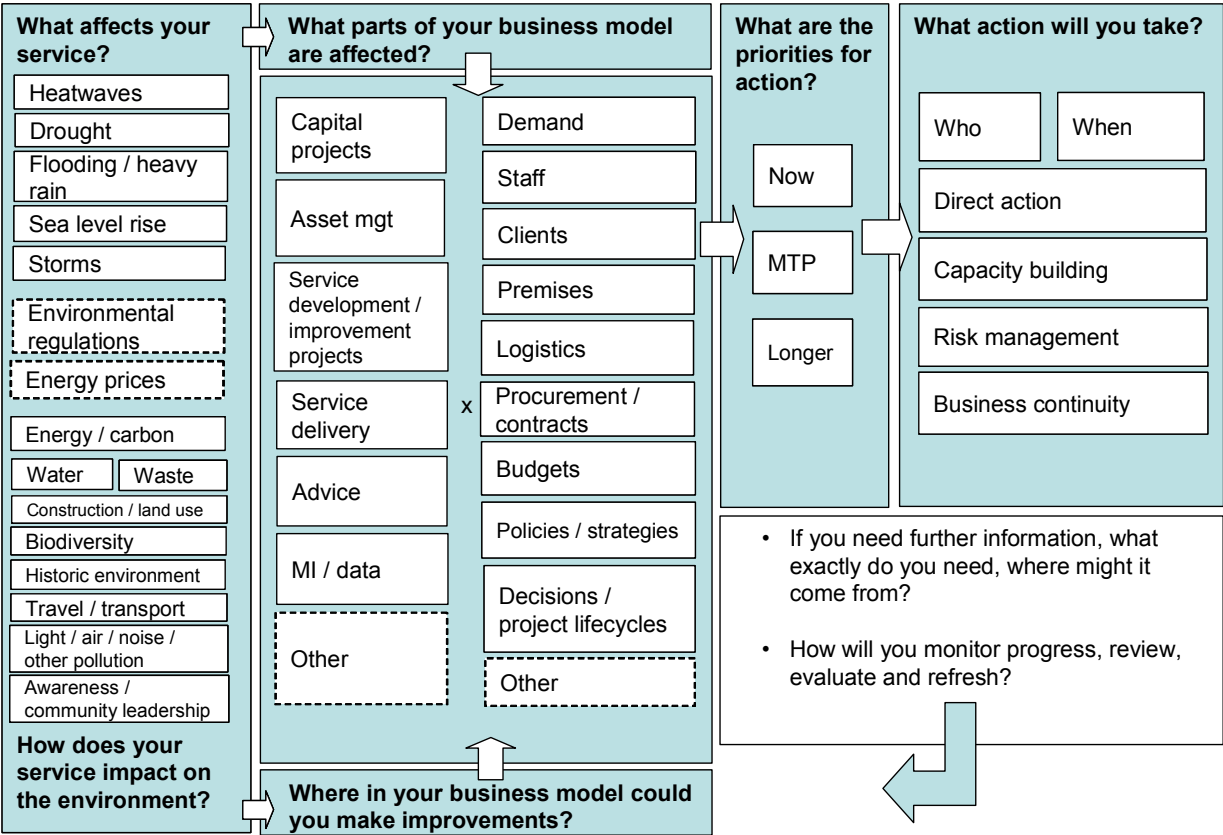 What affects your
service?
Heatwaves
Drought
Flooding / heavy
rain
Sea level rise
Storms
Environmental
regulations
Energy prices
Energy / carbon
Water
Waste
Construction / land use
Biodiversity
Historic environment
Travel / transport
Light / air / noise /
other pollution
Awareness /
community leadership
How does your
service impact on
the environment?
What parts of your business model
are affected?
Capital
projects
Asset mgt
Service
development /
improvement
projects
Service
delivery
Advice
MI / data
Other
x
Demand
Staff
Clients
Premises
Logistics
Procurement /
contracts
Budgets
Policies / strategies
Decisions /
project lifecycles
Other
Where in your business model could
you make improvements?
What are the
priorities for
action?
Now
MTP
Longer
What action will you take?
Who
When
Direct action
Capacity building
Risk management
Business continuity
• If you need further information, what
exactly do you need, where might it
come from?
• How will you monitor progress, review,
evaluate and refresh?